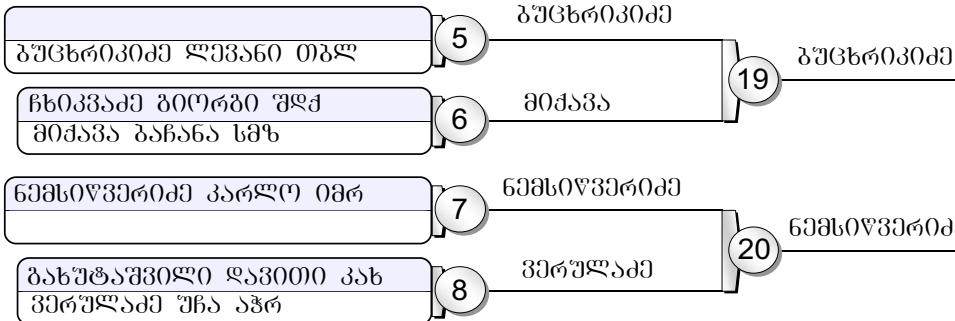 ბუცხრიკიძე
5
ბუცხრიკიძე ლევანი თბლ
19
ბუცხრიკიძე
ჩხიკვაძე გიორგი შდქ
6
მიქავა
მიქავა ბაჩანა სმზ
ნემსიწვერიძე კარლო იმრ
7
ნემსიწვერიძე
20
ნემსიწვერიძ
ბახუტაშვილი დავითი კახ
8
ვერულაძე
ვერულაძე უჩა აჭრ